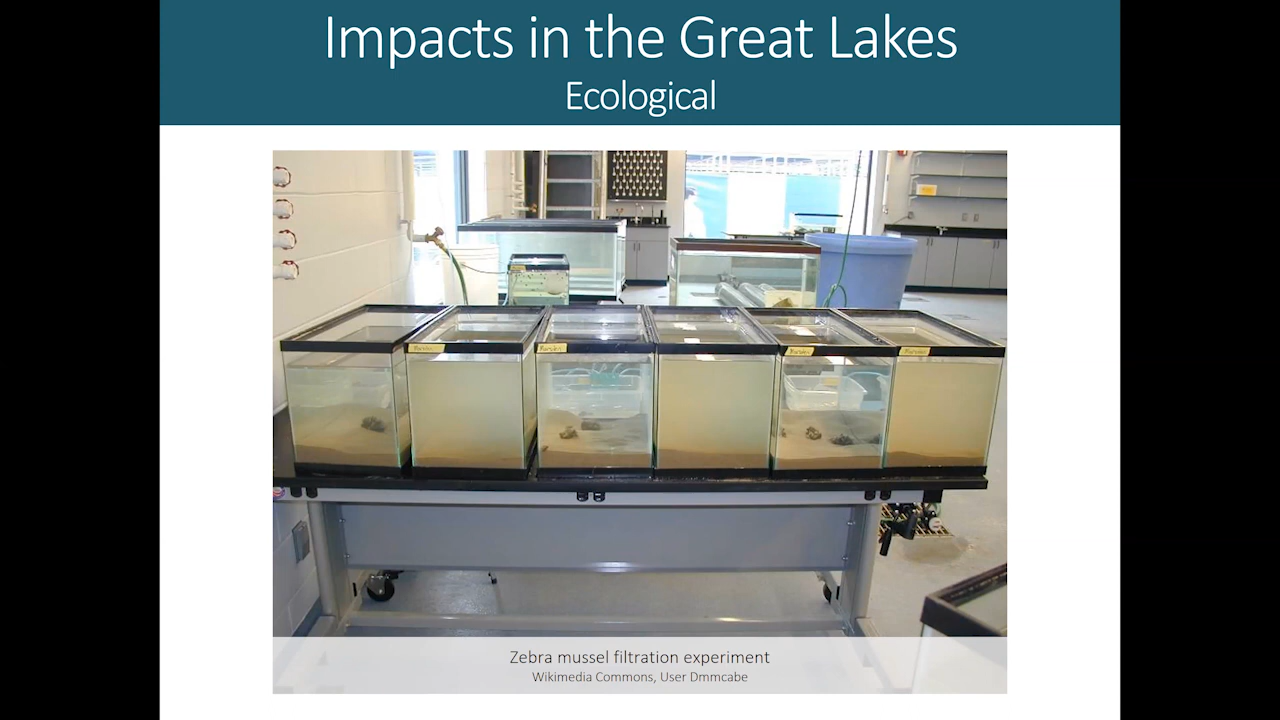 Impacts in the Great Lakes
Ecological
Zebra mussel filtration experiment
Wikimedia Commons, User Dmmcabe